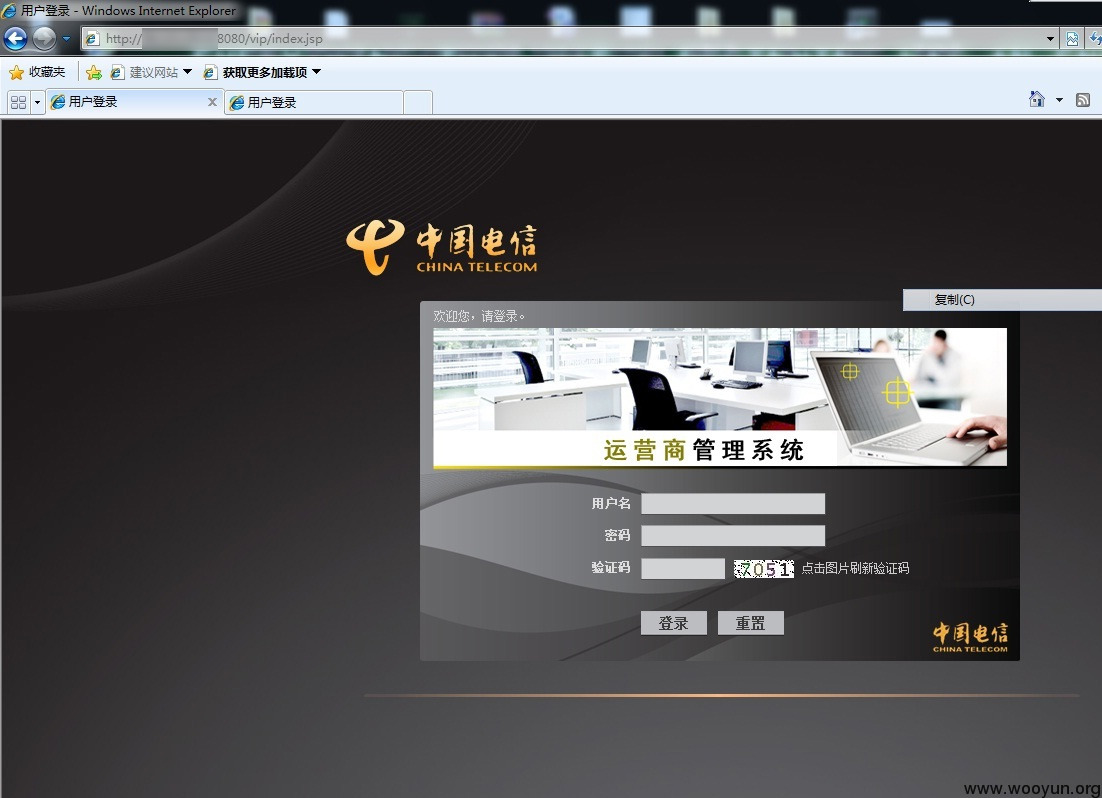 用户登录 - Windows Internet Explorer
http://
8080/vip/index.jsp
收藏夹
建议网站
获取更多加载项
用户登录
用户登录
中国电信
CHINA TELECOM
复制(C)
欢迎您，请登录。
运营商管理系统
用户名
密码
验证码
7051
点击图片刷新验证码
登录
重置
中国电信
CHINA TELECOM
www.wooyun.org